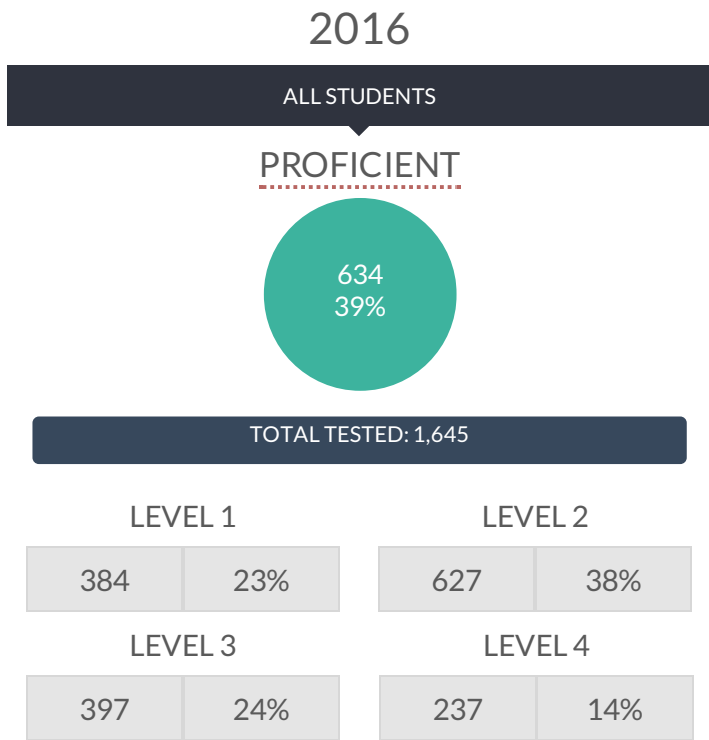 2016
ALL STUDENTS
PROFICIENT
634
39%
TOTAL TESTED: 1,645
LEVEL 1 LEVEL 2
384 23% 627 38%
LEVEL 3 LEVEL 4
397 24% 237 14%